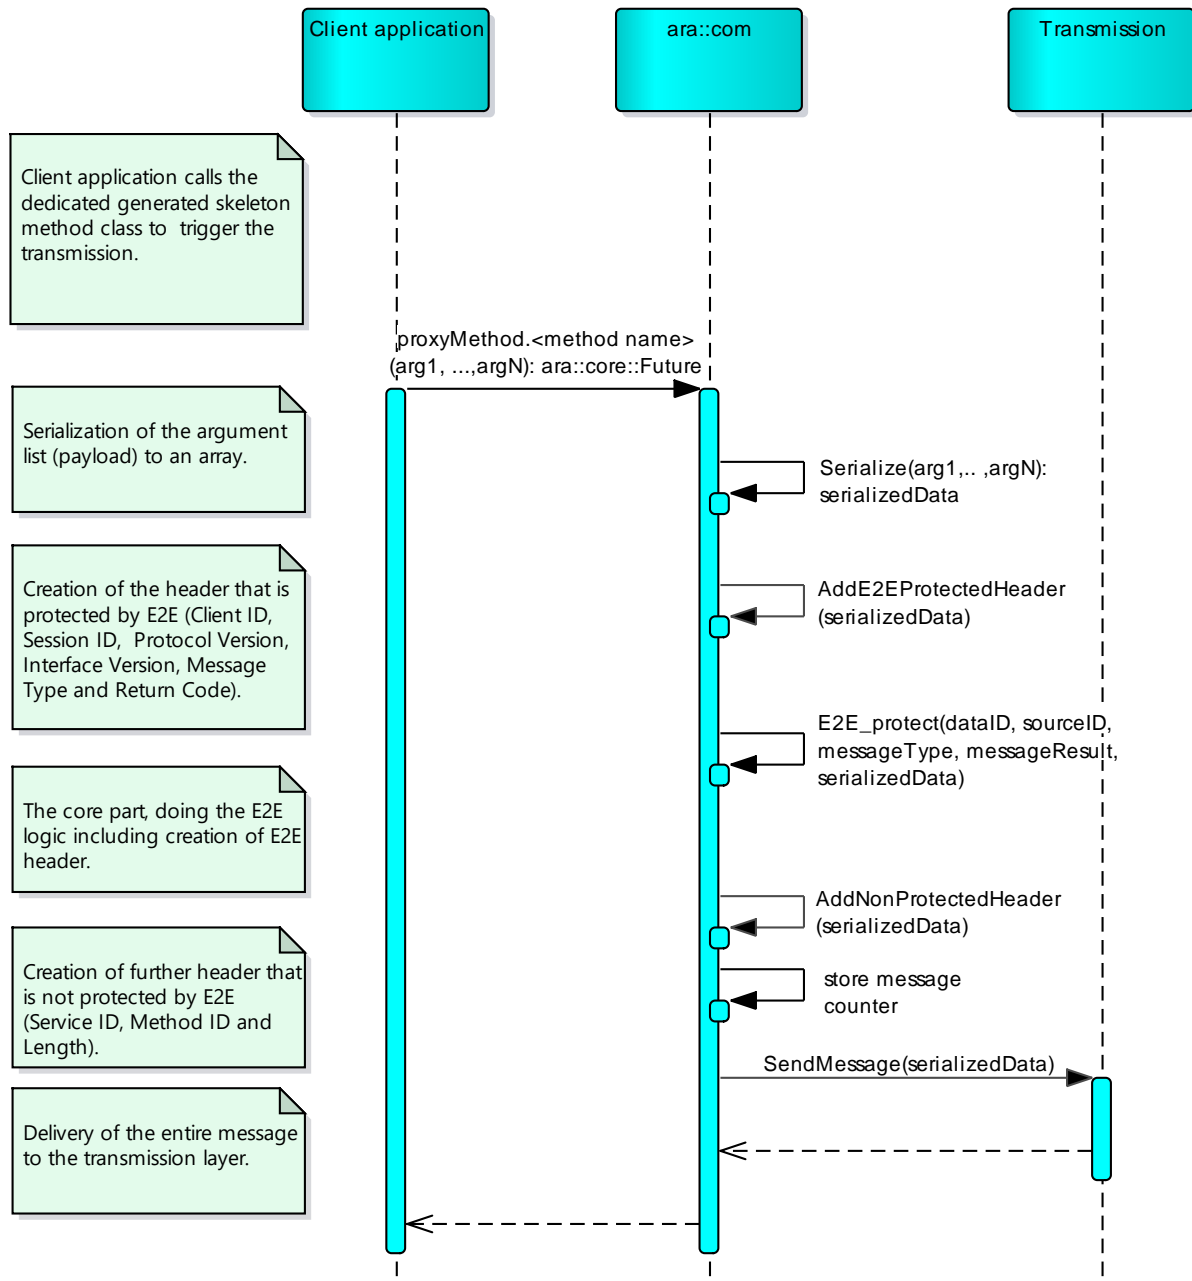 Client application
ara::com
Transmission
Client application calls the
dedicated generated skeleton
method class to  trigger the
transmission.
proxyMethod.<method name>
(arg1, ...,argN): ara::core::Future
Serialization of the argument
list (payload) to an array.
Serialize(arg1,.. ,argN):
serializedData
Creation of the header that is
protected by E2E (Client ID,
Session ID,  Protocol Version,
Interface Version, Message
Type and Return Code).
AddE2EProtectedHeader
(serializedData)
E2E_protect(dataID, sourceID,
messageType, messageResult,
serializedData)
The core part, doing the E2E
logic including creation of E2E
header.
AddNonProtectedHeader
(serializedData)
Creation of further header that
is not protected by E2E
(Service ID, Method ID and
Length).
store message
counter
SendMessage(serializedData)
Delivery of the entire message
to the transmission layer.